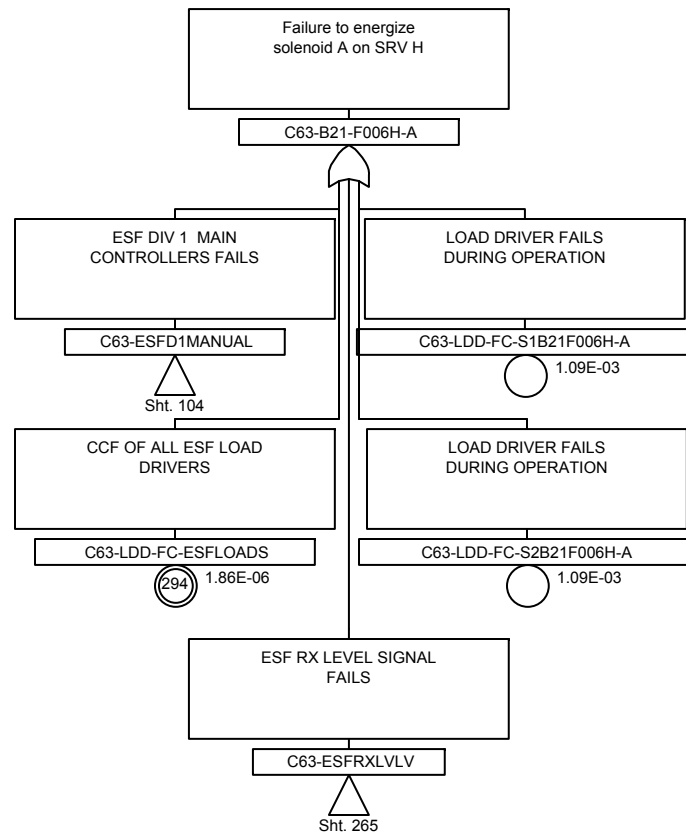 Failure to energize
solenoid A on SRV H
C63-B21-F006H-A
ESF DIV 1 MAIN
CONTROLLERS FAILS
C63-ESFD1MANUAL
Sht. 104
LOAD DRIVER FAILS
DURING OPERATION
C63-LDD-FC-S1B21F006H-A
1.09E-03
CCF OF ALL ESF LOAD
DRIVERS
C63-LDD-FC-ESFLOADS
294
1.86E-06
LOAD DRIVER FAILS
DURING OPERATION
C63-LDD-FC-S2B21F006H-A
1.09E-03
ESF RX LEVEL SIGNAL
FAILS
C63-ESFRXLVLV
Sht. 265